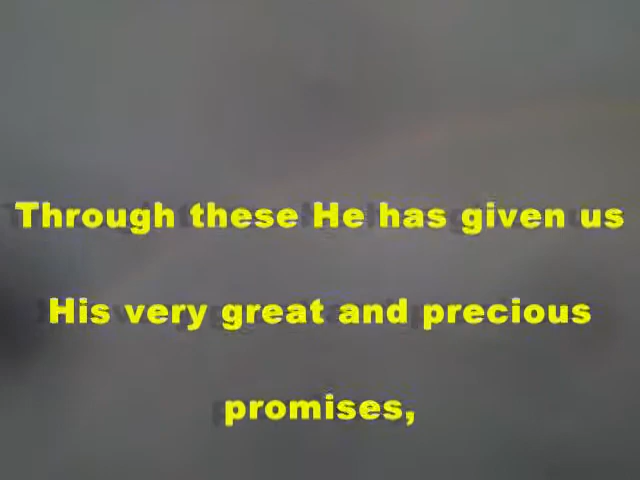 Through these He has given us
His very great and precious
promises,